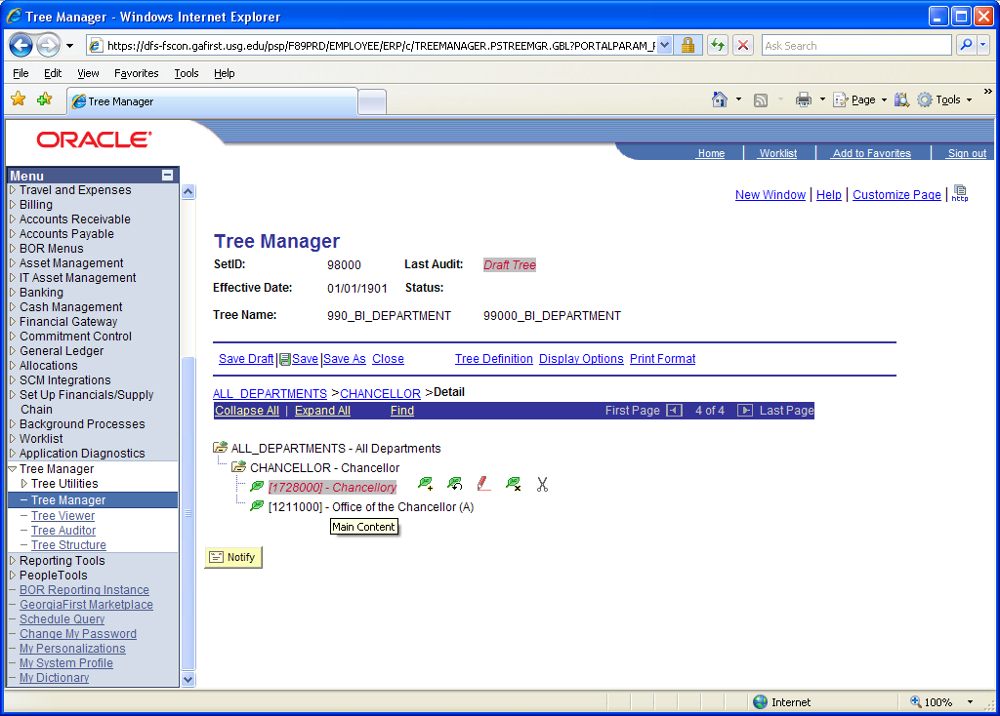 Tree Manager - Windows Internet Explorer
https://dfs-fscon.gafirst.usg.edu/psp/F89PRD/EMPLOYEE/ERP/c/TREEMANAGER.PSTREEMGR.GBL?PORTALPARAM_F
Ask Search
File Edit View Favorites Tools Help
Tree Manager
Page Tools »
ORACLE
Home Worklist Add to Favorites Sign out
Menu
Travel and Expenses
Billing
Accounts Receivable
Accounts Payable
BOR Menus
Asset Management
IT Asset Management
Banking
Cash Management
Financial Gateway
Commitment Control
General Ledger
Allocations
SCM Integrations
Set Up Financials/Supply
Chain
Background Processes
Worklist
Application Diagnostics
Tree Manager
Tree Utilities
– Tree Manager
– Tree Viewer
– Tree Auditor
– Tree Structure
Reporting Tools
PeopleTools
– BOR Reporting Instance
– GeorgiaFirst Marketplace
– Schedule Query
– Change My Password
– My Personalizations
– My System Profile
– My Dictionary
New Window | Help | Customize Page | http
Tree Manager
SetID: 98000 Last Audit: Draft Tree
Effective Date: 01/01/1901 Status:
Tree Name: 990_BI_DEPARTMENT 99000_BI_DEPARTMENT
Save Draft | Save | Save As Close Tree Definition Display Options Print Format
ALL_DEPARTMENTS >CHANCELLOR >Detail
Collapse All | Expand All Find First Page 4 of 4 Last Page
ALL_DEPARTMENTS - All Departments
CHANCELLOR - Chancellor
[1728000] - Chancellory
[1211000] - Office of the Chancellor (A)
Main Content
Notify
Internet 100%